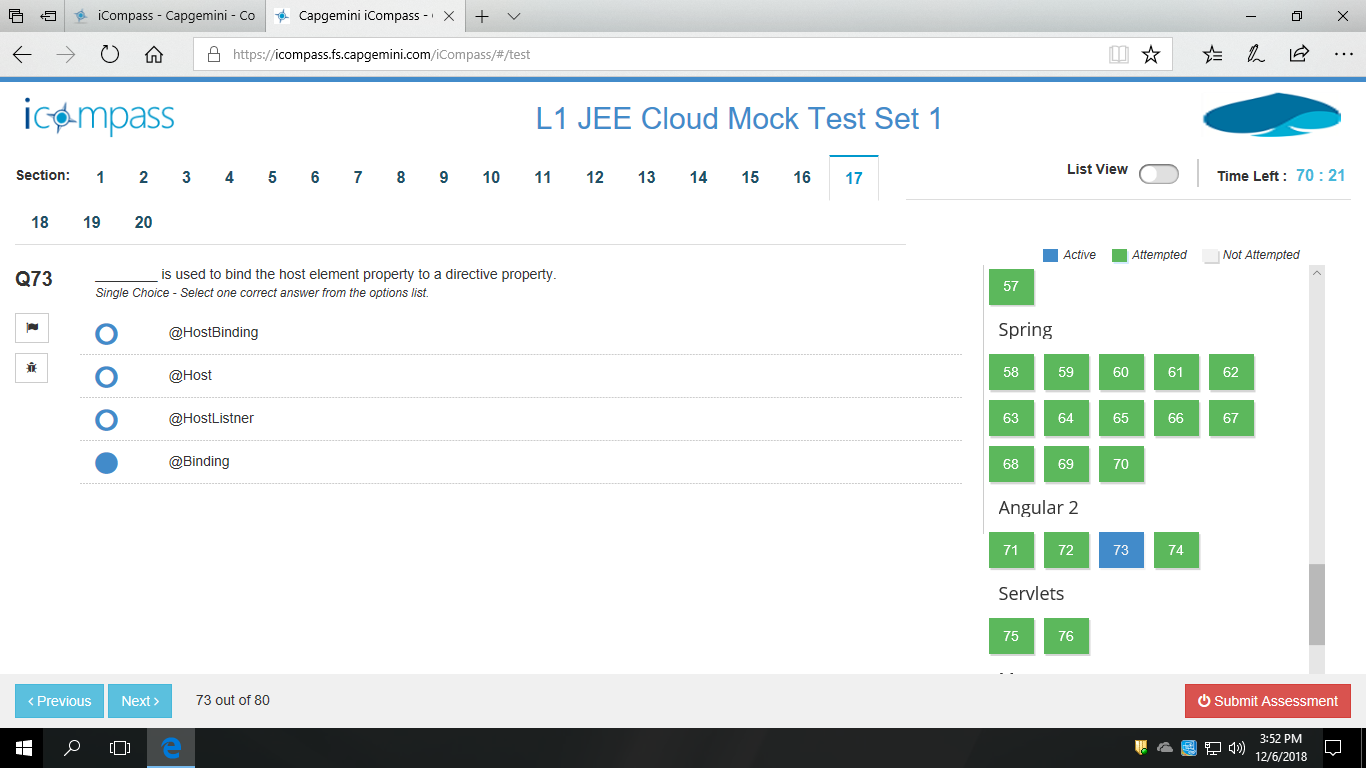 iCompass - Capgemini - Co
Capgemini iCompass -
https://icompass.fs.capgemini.com/iCompass/#/test
icompass
L1 JEE Cloud Mock Test Set 1
Section: 1 2 3 4 5 6 7 8 9 10 11 12 13 14 15 16 17
18 19 20
List View
Time Left : 70 : 21
Active Attempted Not Attempted
Q73
________ is used to bind the host element property to a directive property.
Single Choice - Select one correct answer from the options list.
@HostBinding
@Host
@HostListner
@Binding
57
Spring
58 59 60 61 62
63 64 65 66 67
68 69 70
Angular 2
71 72 73 74
Servlets
75 76
< Previous Next > 73 out of 80
Submit Assessment
3:52 PM
12/6/2018